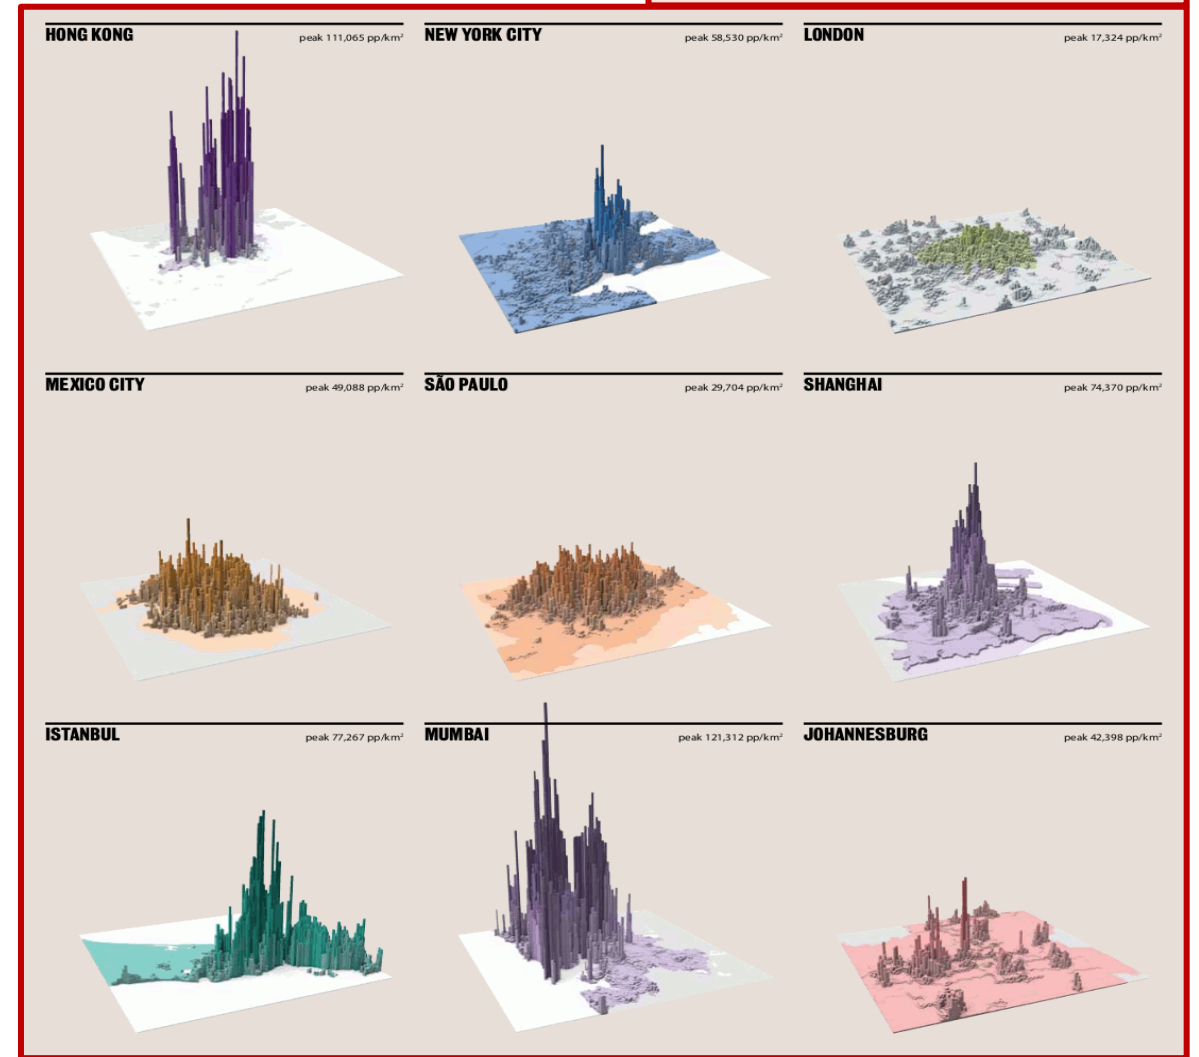 HONG KONG peak 111,065 pp/km²
NEW YORK CITY peak 58,530 pp/km²
LONDON peak 17,324 pp/km²
MEXICO CITY peak 49,088 pp/km²
SÃO PAULO peak 29,704 pp/km²
SHANGHAI peak 74,370 pp/km²
ISTANBUL peak 77,267 pp/km²
MUMBAI peak 121,312 pp/km²
JOHANNESBURG peak 42,398 pp/km²